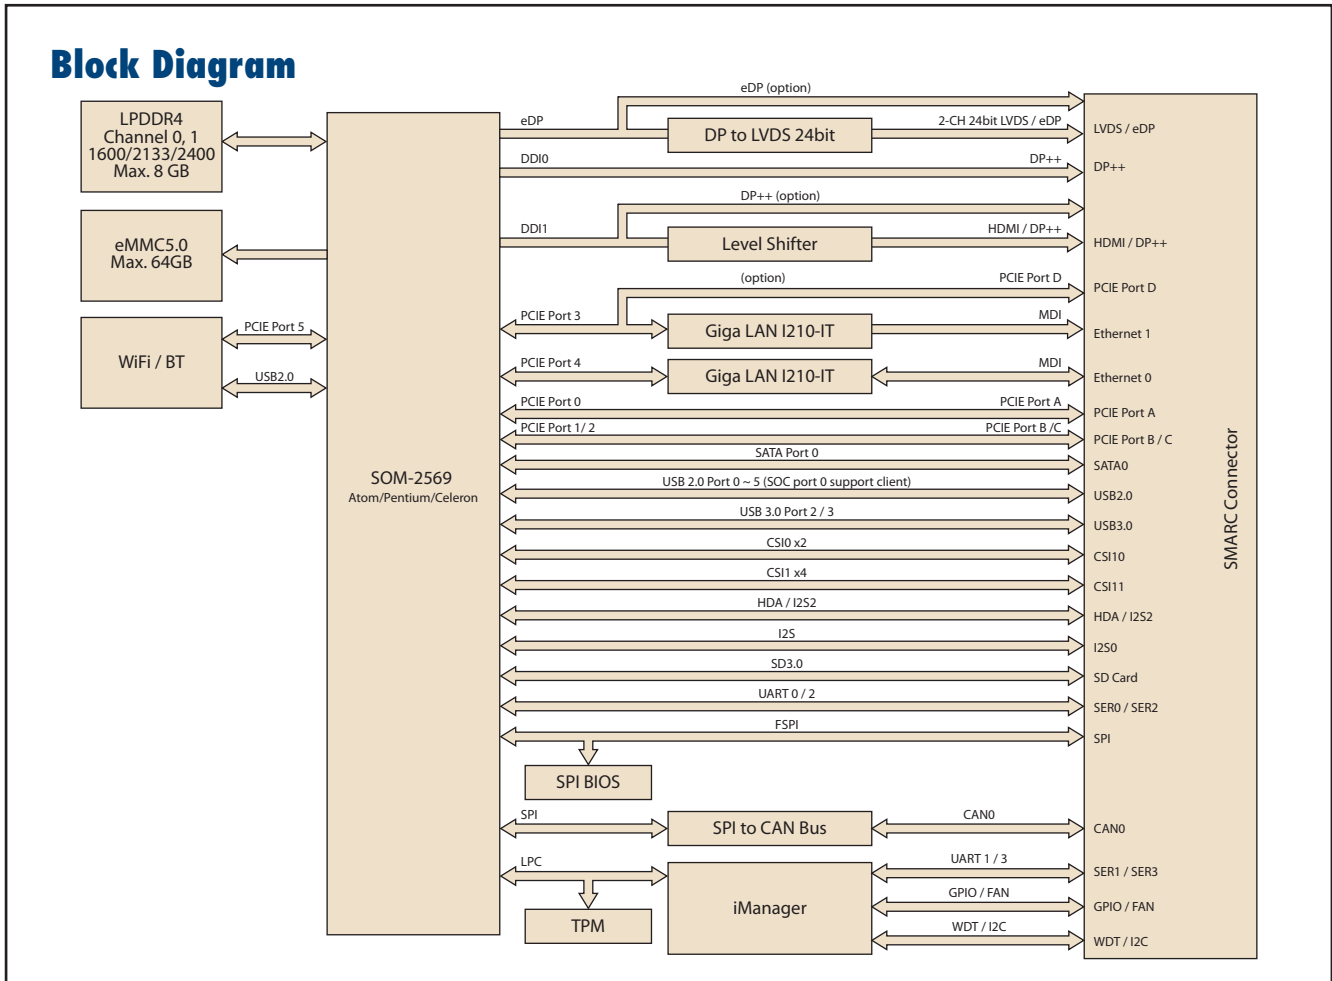 Block Diagram
LPDDR4
Channel 0, 1
1600/2133/2400
Max. 8 GB
eMMC5.0
Max. 64GB
WiFi / BT
PCIE Port 5
USB2.0
SOM-2569
Atom/Pentium/Celeron
eDP (option)
eDP
DP to LVDS 24bit
2-CH 24bit LVDS / eDP
LVDS / eDP
DDI0
DP++
DP++
DP++ (option)
DDI1
Level Shifter
HDMI / DP++
HDMI / DP++
(option)
PCIE Port D
PCIE Port D
PCIE Port 3
Giga LAN I210-IT
MDI
Ethernet 1
PCIE Port 4
Giga LAN I210-IT
MDI
Ethernet 0
PCIE Port 0
PCIE Port A
PCIE Port A
PCIE Port 1/ 2
PCIE Port B /C
PCIE Port B / C
SATA Port 0
SATA0
USB 2.0 Port 0 ~ 5 (SOC port 0 support client)
USB2.0
USB 3.0 Port 2 / 3
USB3.0
CSI0 x2
CSI10
CSI1 x4
CSI11
HDA / I2S2
HDA / I2S2
I2S
I2S0
SD3.0
SD Card
UART 0 / 2
SER0 / SER2
FSPI
SPI
SPI BIOS
SPI
SPI to CAN Bus
CAN0
CAN0
LPC
TPM
iManager
UART 1 / 3
SER1 / SER3
GPIO / FAN
GPIO / FAN
WDT / I2C
WDT / I2C
SMARC Connector